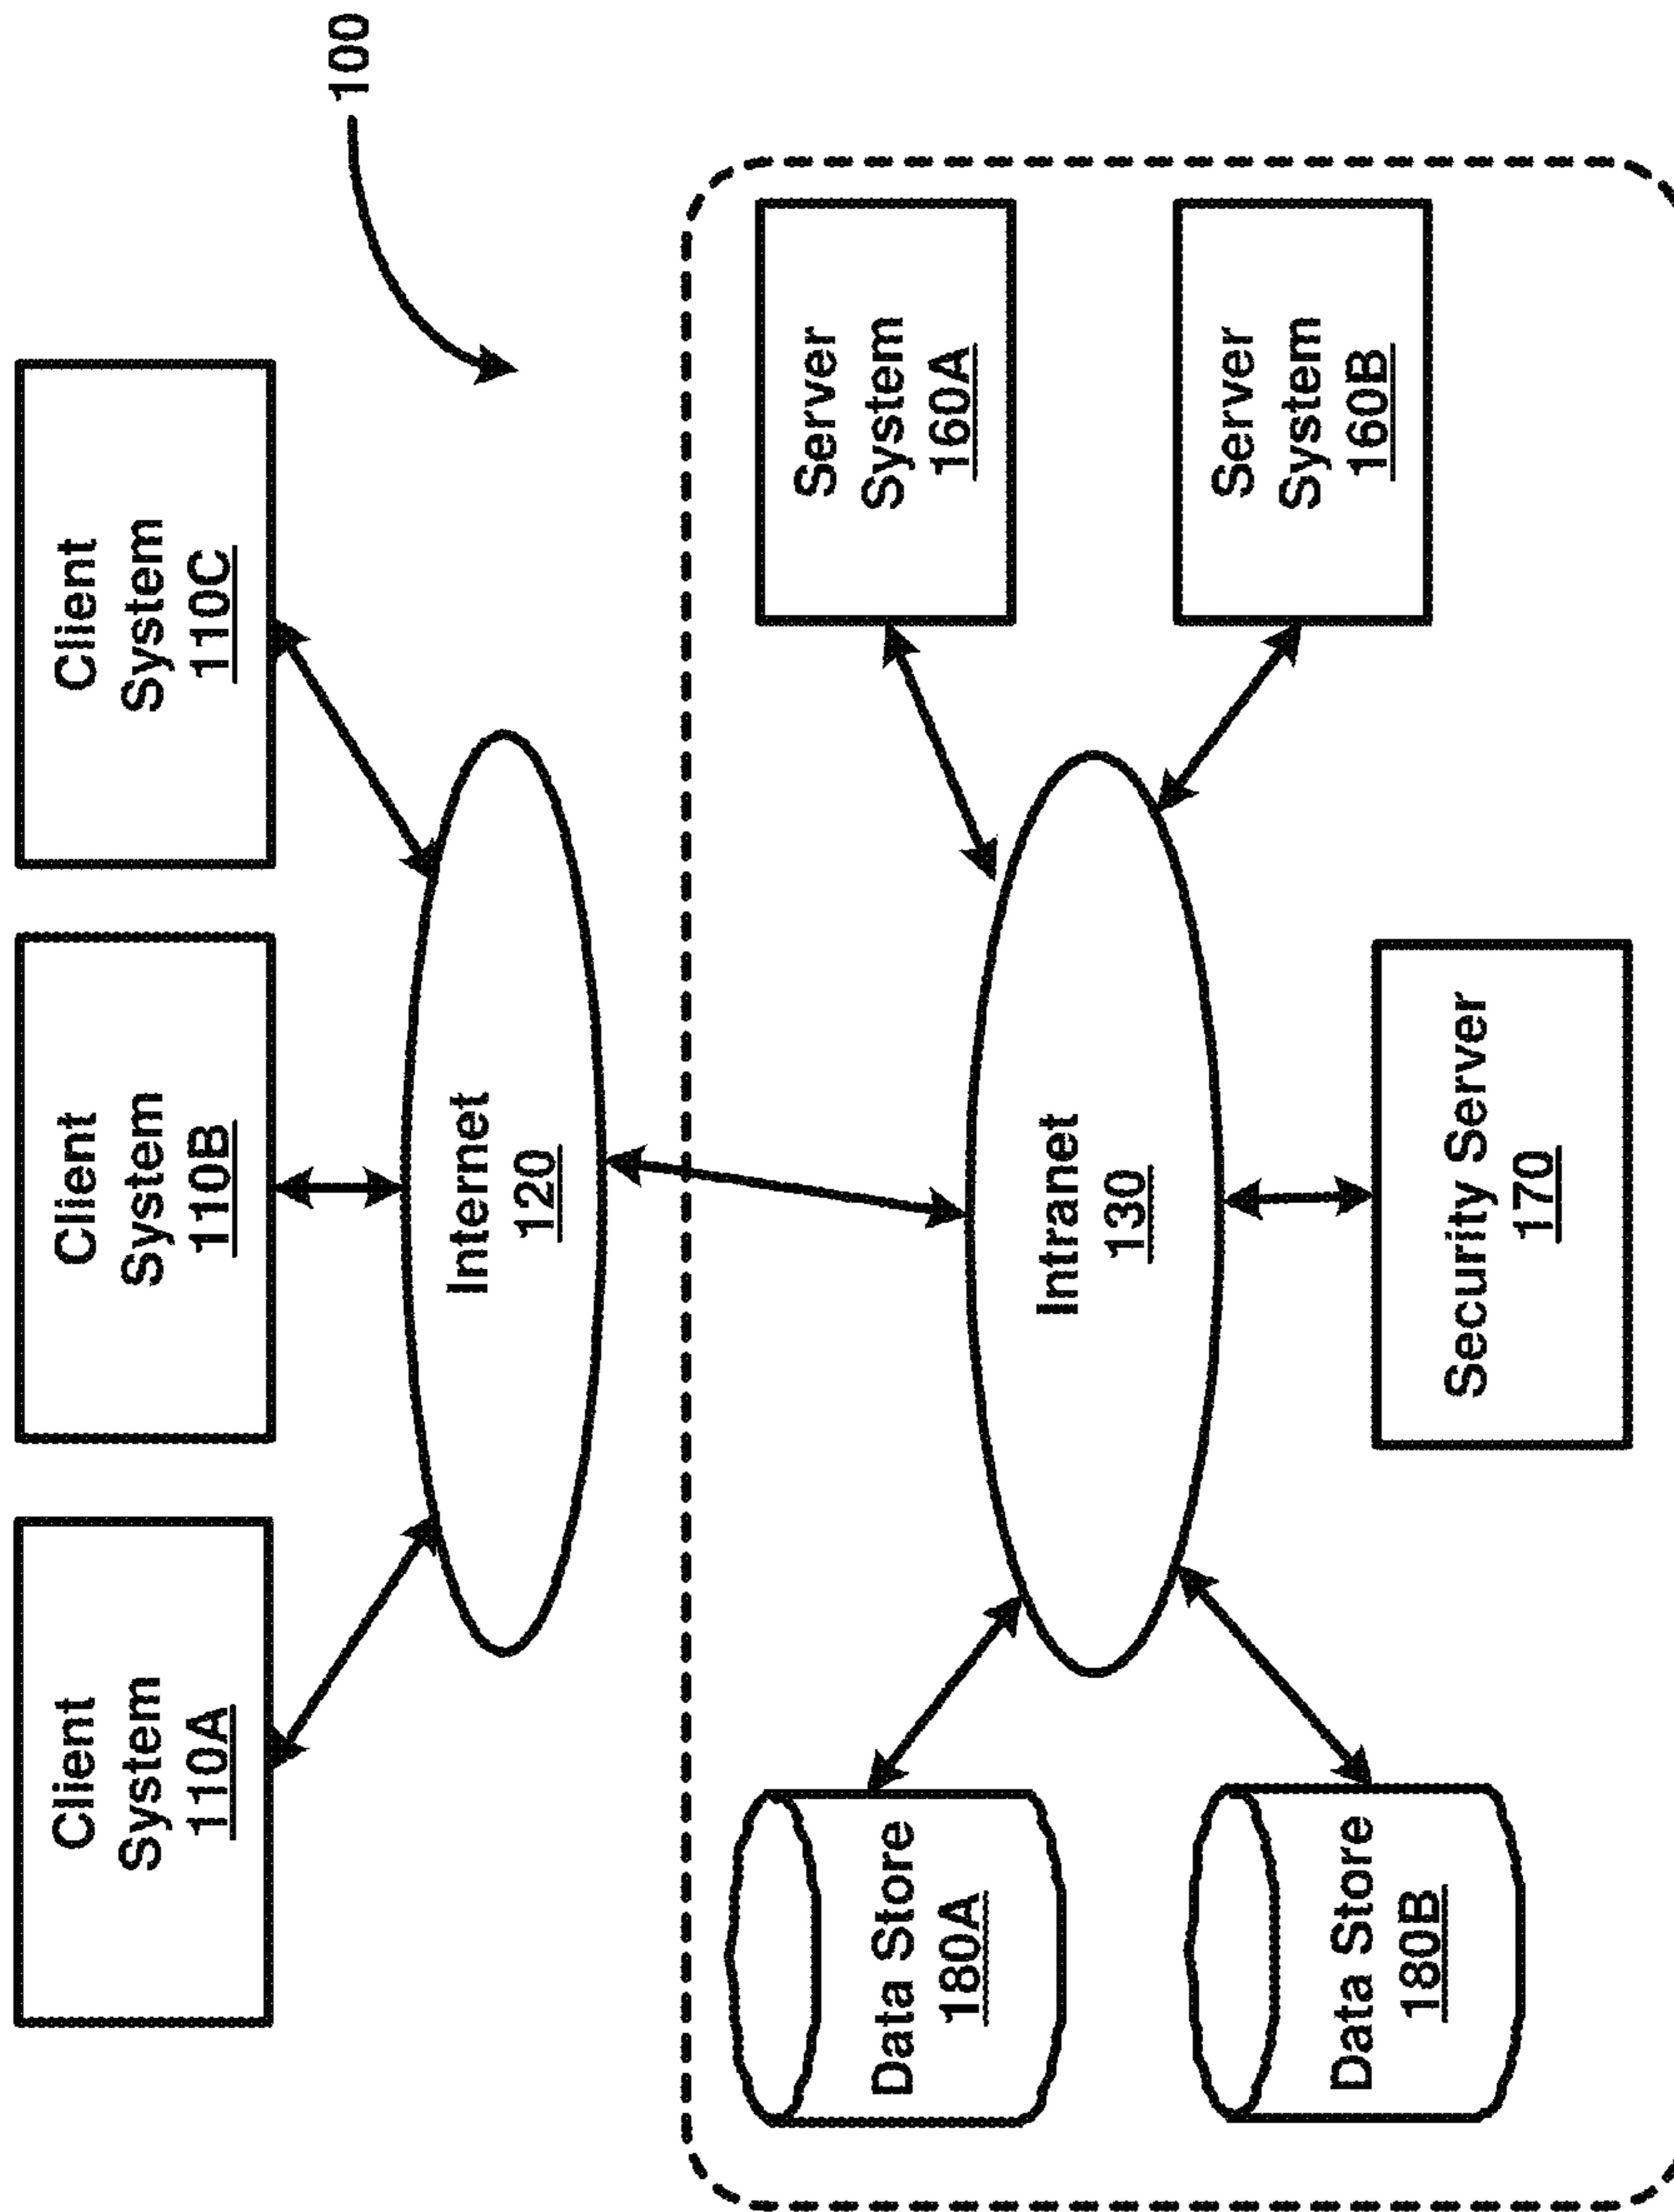 100
Client
System
110A
Client
System
110B
Client
System
110C
Internet
120
Intranet
130
Data Store
180A
Data Store
180B
Security Server
170
Server
System
160A
Server
System
160B